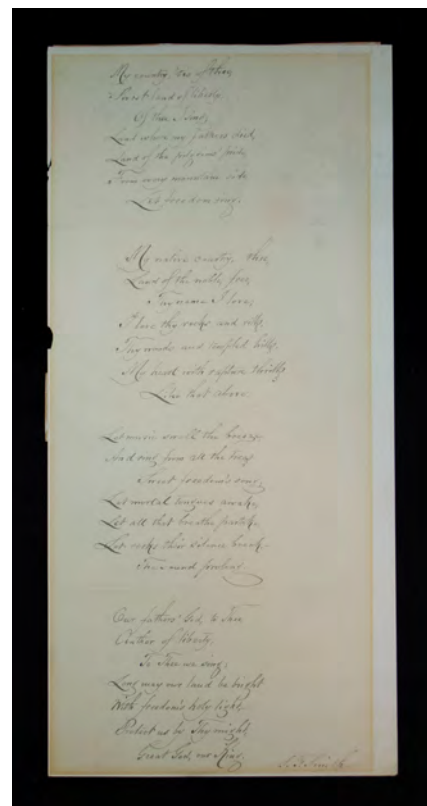 My country, 'tis of thee,
Sweet land of liberty,
Of thee I sing;
Land where my fathers died,
Land of the pilgrims' pride,
From every mountain side
Let freedom ring.
My native country, thee,
Land of the noble, free,
Thy name I love;
I love thy rocks and rills,
Thy woods and templed hills;
My heart with rapture thrills
Like that above.
Let music swell the breeze,
And ring from all the trees
Sweet freedom's song;
Let mortal tongues awake,
Let all that breathe partake,
Let rocks their silence break,
The sound prolong.
Our fathers' God, to Thee,
Author of liberty,
To Thee we sing;
Long may our land be bright
With freedom's holy light,
Protect us by Thy might,
Great God, our King.
S. F. Smith.